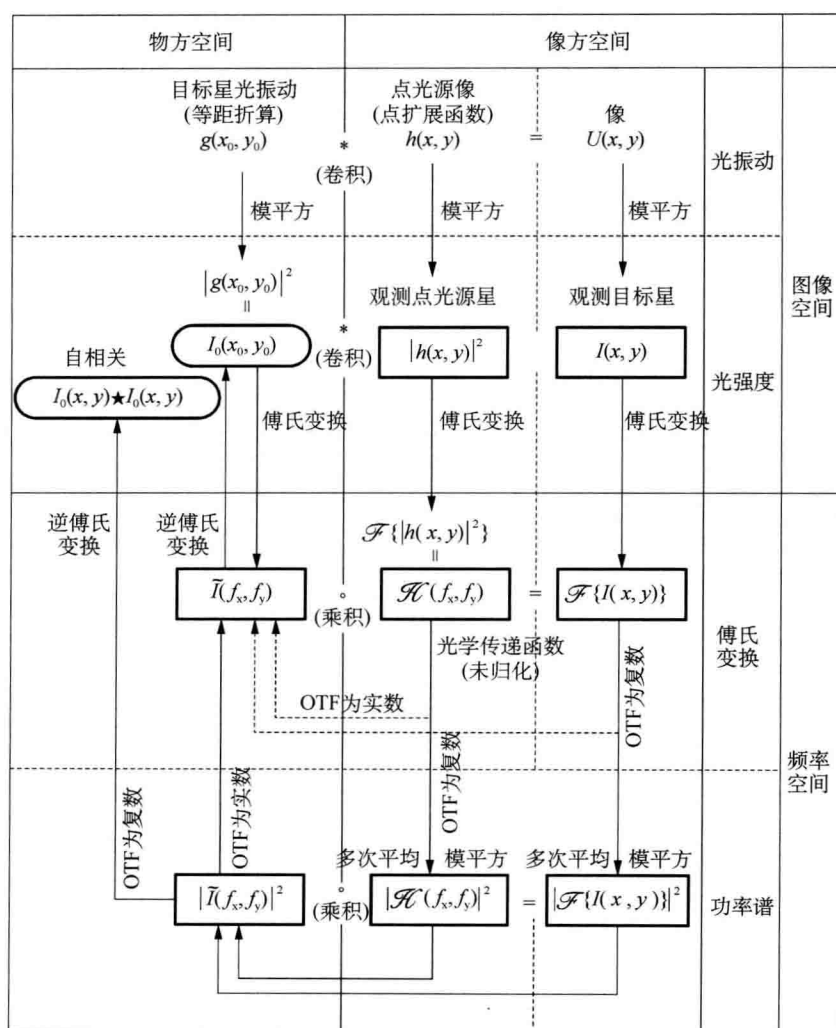 物方空间
像方空间
目标星光振动
(等距折算)
g(x₀, y₀)
*
(卷积)
点光源像
(点扩展函数)
h(x, y)
=
像
U(x, y)
光振动
模平方
模平方
模平方
|g(x₀, y₀)|²
=
I₀(x₀, y₀)
*
(卷积)
观测点光源星
|h(x, y)|²
观测目标星
I(x, y)
图像
空间
光强度
自相关
I₀(x, y)★I₀(x, y)
傅氏变换
傅氏变换
傅氏变换
逆傅氏
变换
逆傅氏
变换
ℱ{|h(x, y)|²}
=
Ĩ(fₓ, f_y)
°
(乘积)
ℋ(fₓ, f_y)
=
ℱ{I(x, y)}
光学传递函数
(未归化)
傅氏
变换
OTF为实数
OTF为复数
频率
空间
OTF为复数
OTF为实数
OTF为复数
多次平均
模平方
多次平均
模平方
|Ĩ(fₓ, f_y)|²
°
(乘积)
|ℋ(fₓ, f_y)|²
=
|ℱ{I(x, y)}|²
功率谱